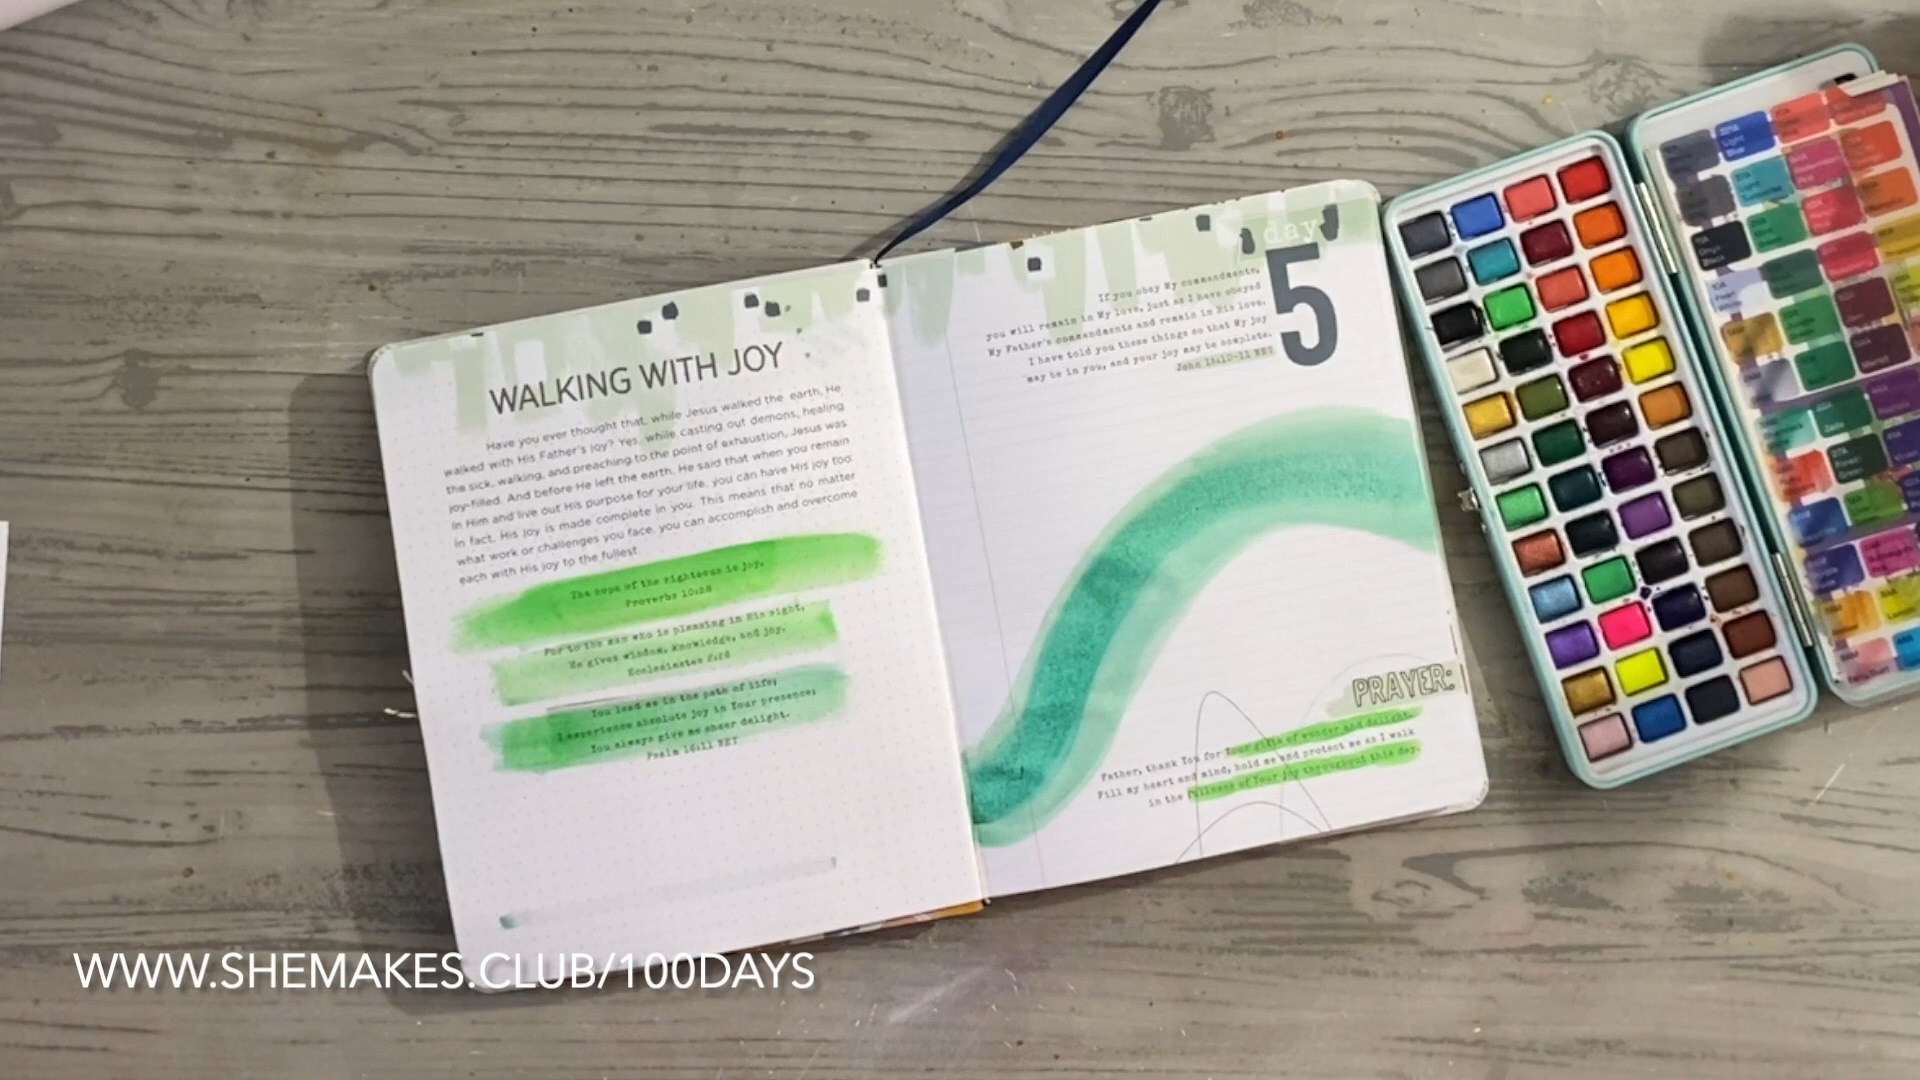 WALKING WITH JOY
Have you ever thought that, while Jesus walked the earth, He
walked with His Father's joy? Yes, while casting out demons, healing
the sick, walking, and preaching to the point of exhaustion, Jesus was
joy-filled. And before He left the earth, He said that when you remain
in Him and live out His purpose for your life, you can have His joy too.
In fact, His joy is made complete in you. This means that no matter
what work or challenges you face, you can accomplish and overcome
each with His joy to the fullest.
The hope of the righteous is joy.
Proverbs 10:28
For to the man who is pleasing in His sight,
He gives wisdom, knowledge, and joy.
Ecclesiastes 2:26
You lead me in the path of life;
I experience absolute joy in Your presence;
You always give me sheer delight.
Psalm 16:11 NET
day
5
If you obey My commandments,
you will remain in My love, just as I have obeyed
My Father's commandments and remain in His love.
I have told you these things so that My joy
may be in you, and your joy may be complete.
John 15:10-11 NET
PRAYER:
Father, thank You for Your gifts of wonder and delight.
Fill my heart and mind, hold me and protect me as I walk
in the fullness of Your joy throughout this day.
WWW.SHEMAKES.CLUB/100DAYS